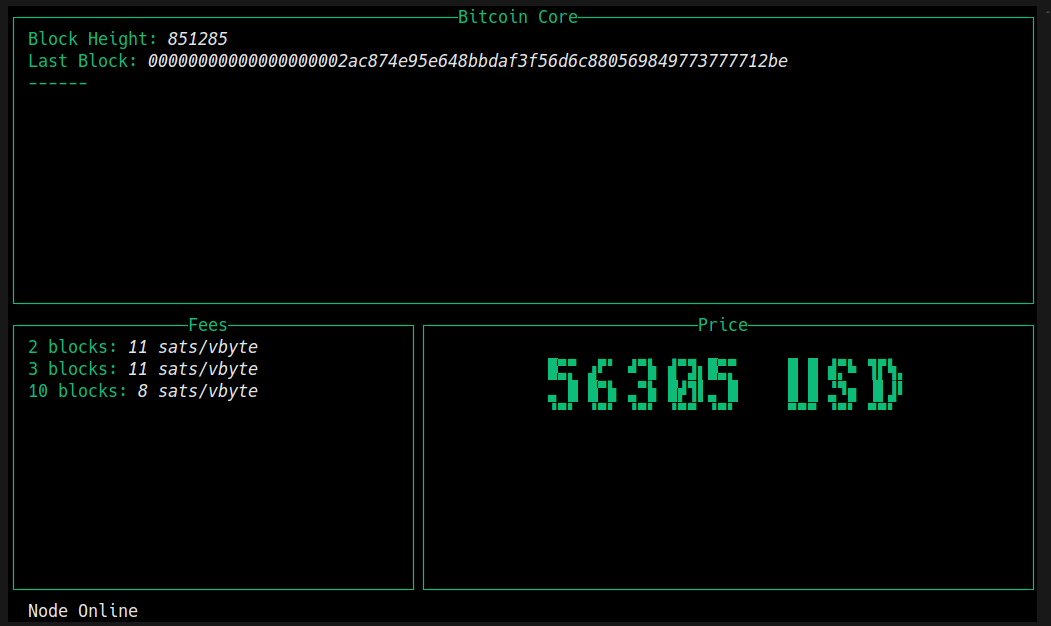 Bitcoin Core
Block Height: 851285
Last Block: 00000000000000000002ac874e95e648bbdaf3f56d6c880569849773777712be
------
Fees
2 blocks: 11 sats/vbyte
3 blocks: 11 sats/vbyte
10 blocks: 8 sats/vbyte
Price
56305 USD
Node Online